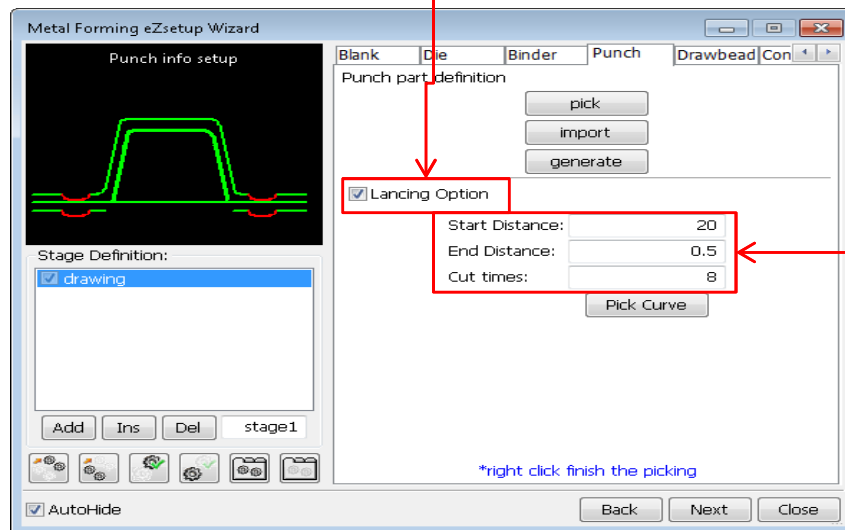 Metal Forming eZsetup Wizard
Punch info setup
Blank Die Binder Punch Drawbead Con
Punch part definition
pick
import
generate
Lancing Option
Start Distance: 20
End Distance: 0.5
Cut times: 8
Pick Curve
Stage Definition:
drawing
Add Ins Del stage1
*right click finish the picking
AutoHide
Back Next Close